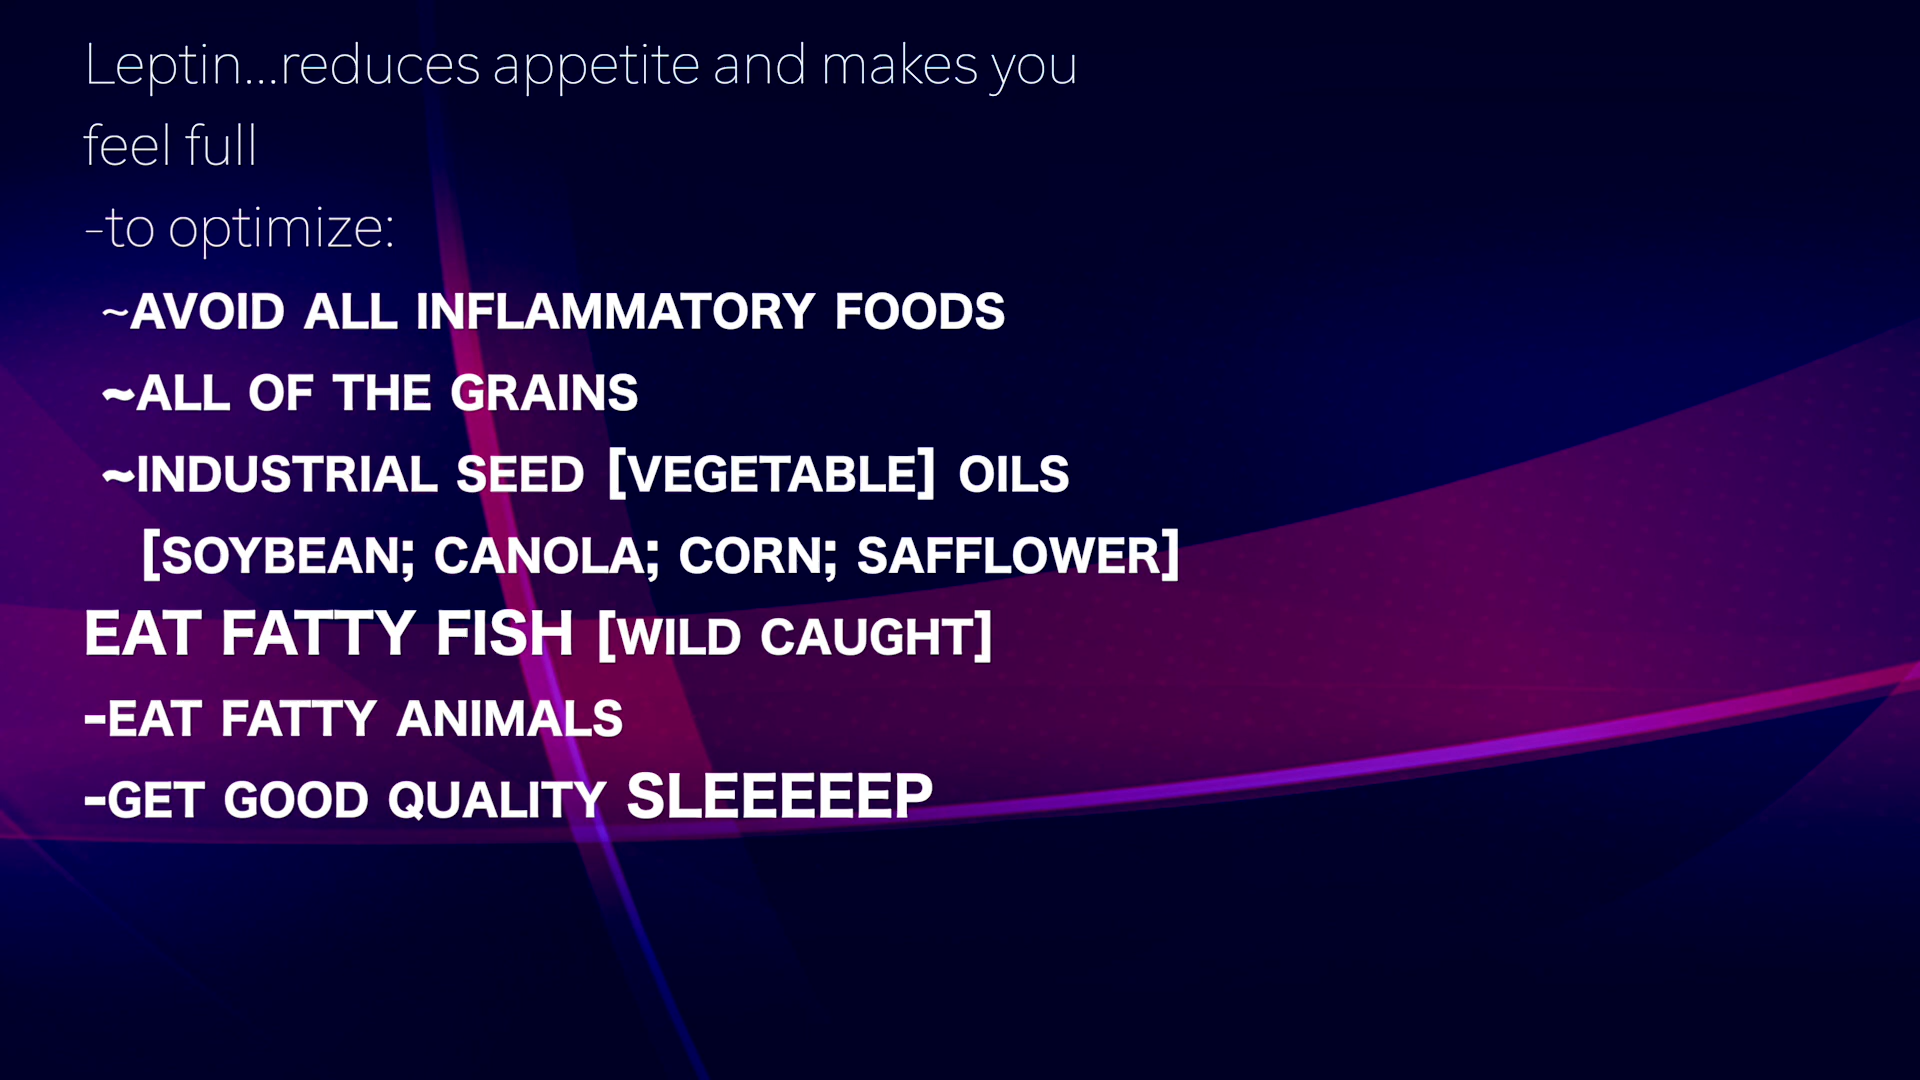 Leptin...reduces appetite and makes you
feel full
-to optimize:
~AVOID ALL INFLAMMATORY FOODS
~ALL OF THE GRAINS
~INDUSTRIAL SEED [VEGETABLE] OILS
[SOYBEAN; CANOLA; CORN; SAFFLOWER]
EAT FATTY FISH [WILD CAUGHT]
-EAT FATTY ANIMALS
-GET GOOD QUALITY SLEEEEEP